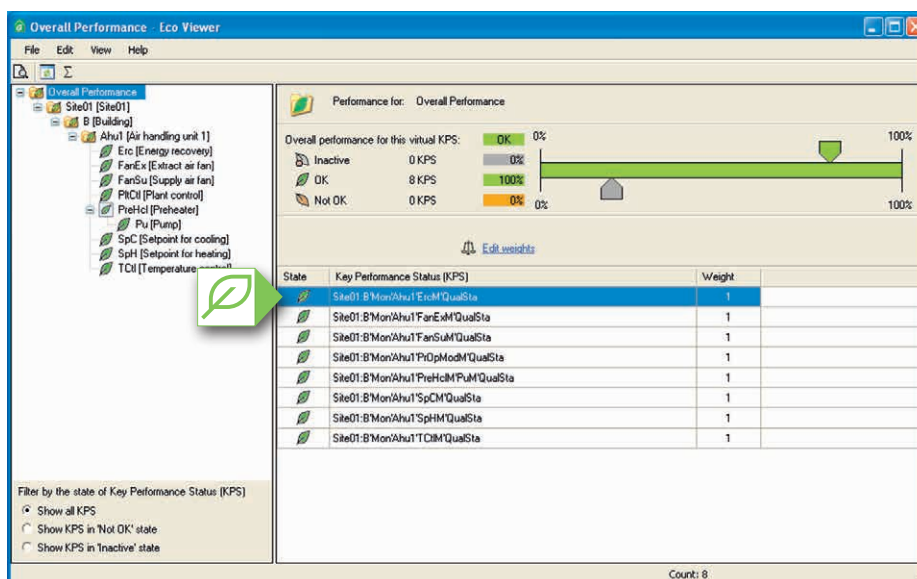 Overall Performance - Eco Viewer
File Edit View Help
Overall Performance
Site01 [Site01]
B [Building]
Ahu1 [Air handling unit 1]
Erc [Energy recovery]
FanEx [Extract air fan]
FanSu [Supply air fan]
PltCtl [Plant control]
PreHcl [Preheater]
Pu [Pump]
SpC [Setpoint for cooling]
SpH [Setpoint for heating]
TCtl [Temperature control]
Filter by the state of Key Performance Status (KPS)
Show all KPS
Show KPS in 'Not OK' state
Show KPS in 'Inactive' state
Performance for: Overall Performance
Overall performance for this virtual KPS: OK 0% 100%
Inactive 0 KPS 0%
OK 8 KPS 100%
Not OK 0 KPS 0% 0% 100%
Edit weights
State Key Performance Status (KPS) Weight
Site01:B'Mon'Ahu1'ErcM'QualSta 1
Site01:B'Mon'Ahu1'FanExM'QualSta 1
Site01:B'Mon'Ahu1'FanSuM'QualSta 1
Site01:B'Mon'Ahu1'PrOpModM'QualSta 1
Site01:B'Mon'Ahu1'PreHclM'PuM'QualSta 1
Site01:B'Mon'Ahu1'SpCM'QualSta 1
Site01:B'Mon'Ahu1'SpHM'QualSta 1
Site01:B'Mon'Ahu1'TCtlM'QualSta 1
Count: 8